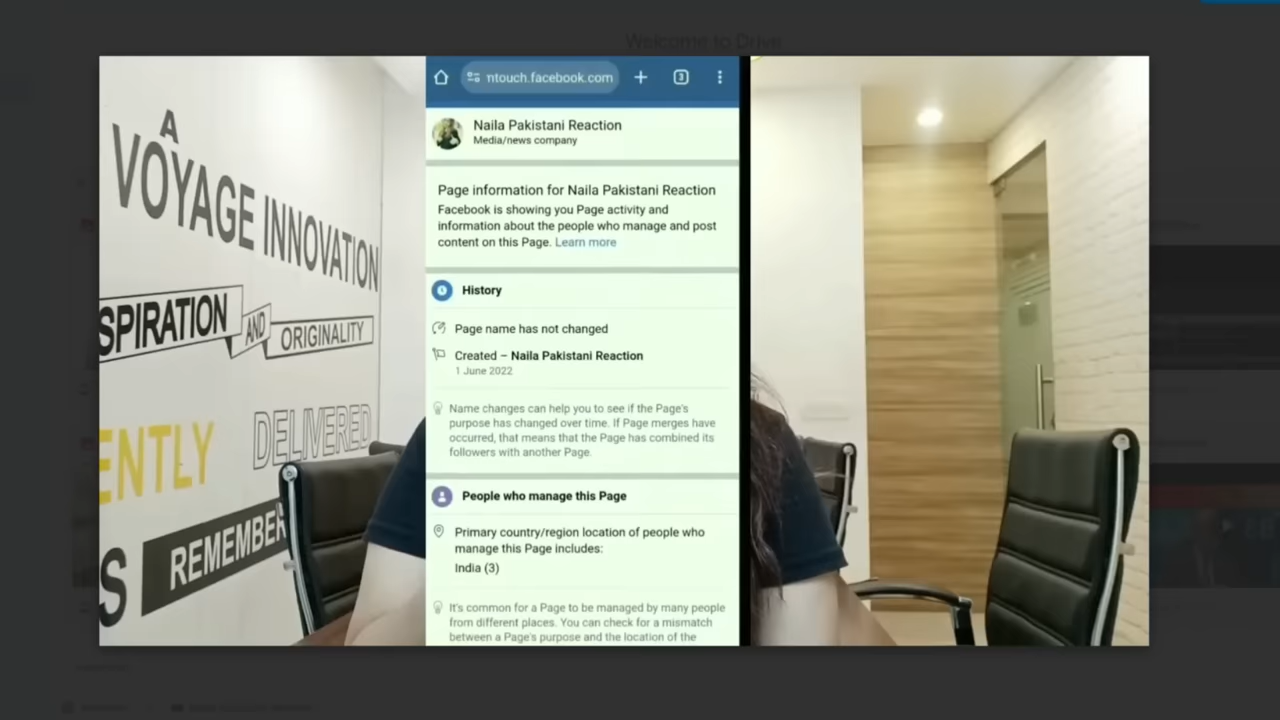 Welcome to Drive
A
VOYAGE INNOVATION
SPIRATION AND ORIGINALITY
ENTLY DELIVERED
S REMEMBER
ntouch.facebook.com
3
Naila Pakistani Reaction
Media/news company
Page information for Naila Pakistani Reaction
Facebook is showing you Page activity and
information about the people who manage and post
content on this Page. Learn more
History
Page name has not changed
Created – Naila Pakistani Reaction
1 June 2022
Name changes can help you to see if the Page's
purpose has changed over time. If Page merges have
occurred, that means that the Page has combined its
followers with another Page.
People who manage this Page
Primary country/region location of people who
manage this Page includes:
India (3)
It's common for a Page to be managed by many people
from different places. You can check for a mismatch
between a Page's purpose and the location of the